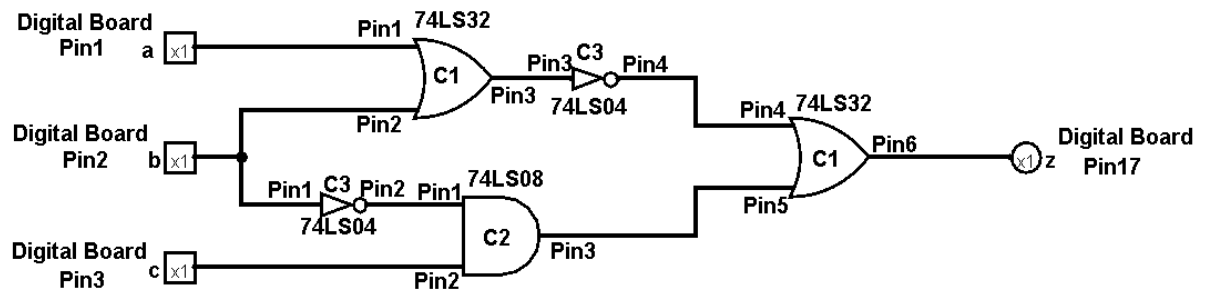 Digital Board
Pin1
a
x1
Pin1
74LS32
C1
Pin2
Pin3
Pin3
C3
Pin4
74LS04
Digital Board
Pin2
b
x1
Pin1
C3
Pin2
74LS04
Pin1
74LS08
C2
Pin2
Pin3
Digital Board
Pin3
c
x1
Pin4
74LS32
C1
Pin5
Pin6
x1
z
Digital Board
Pin17